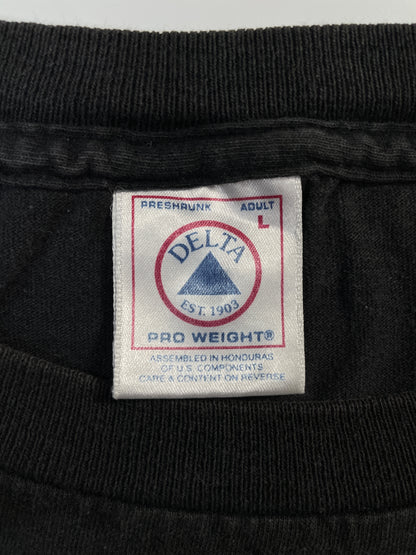 PRESHRUNK ADULT
L
DELTA
EST. 1903
PRO WEIGHT®
ASSEMBLED IN HONDURAS
OF U.S. COMPONENTS
CARE & CONTENT ON REVERSE